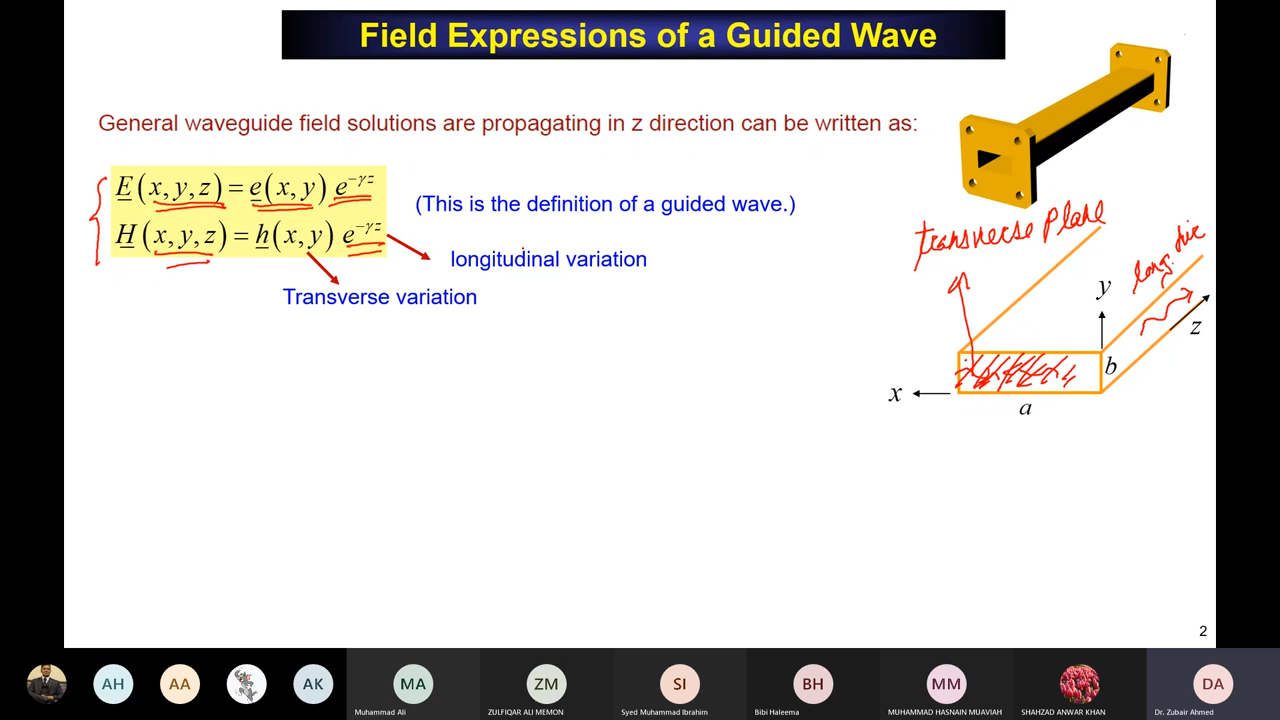 Field Expressions of a Guided Wave
General waveguide field solutions are propagating in z direction can be written as:
E(x, y, z) = e(x, y) e^{-γz}
(This is the definition of a guided wave.)
H(x, y, z) = h(x, y) e^{-γz}
longitudinal variation
Transverse variation
transverse plane
long. dir
y
z
b
x
a
2
AH
AA
AK
MA
ZM
SI
BH
MM
DA
Muhammad Ali
ZULFIQAR ALI MEMON
Syed Muhammad Ibrahim
Bibi Haleema
MUHAMMAD HASNAIN MUAVIAH
SHAHZAD ANWAR KHAN
Dr. Zubair Ahmed